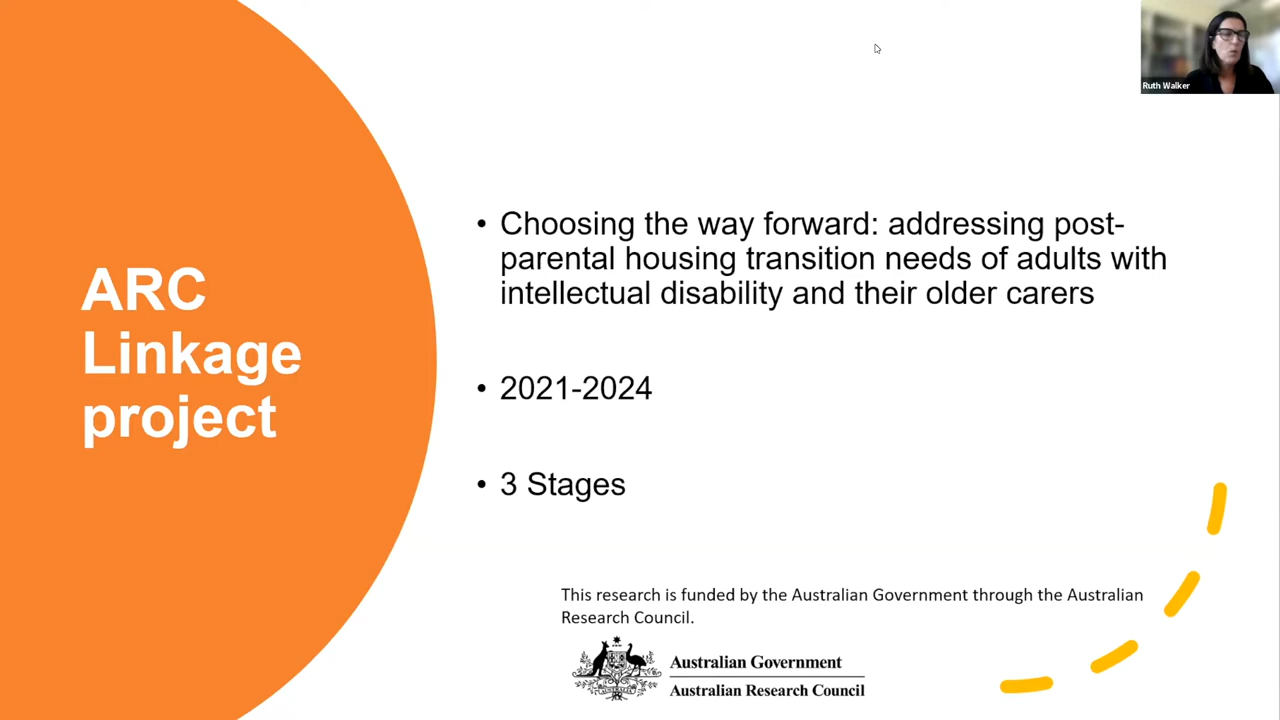 Ruth Walker
ARC
Linkage
project
• Choosing the way forward: addressing post-
parental housing transition needs of adults with
intellectual disability and their older carers
• 2021-2024
• 3 Stages
This research is funded by the Australian Government through the Australian
Research Council.
Australian Government
Australian Research Council